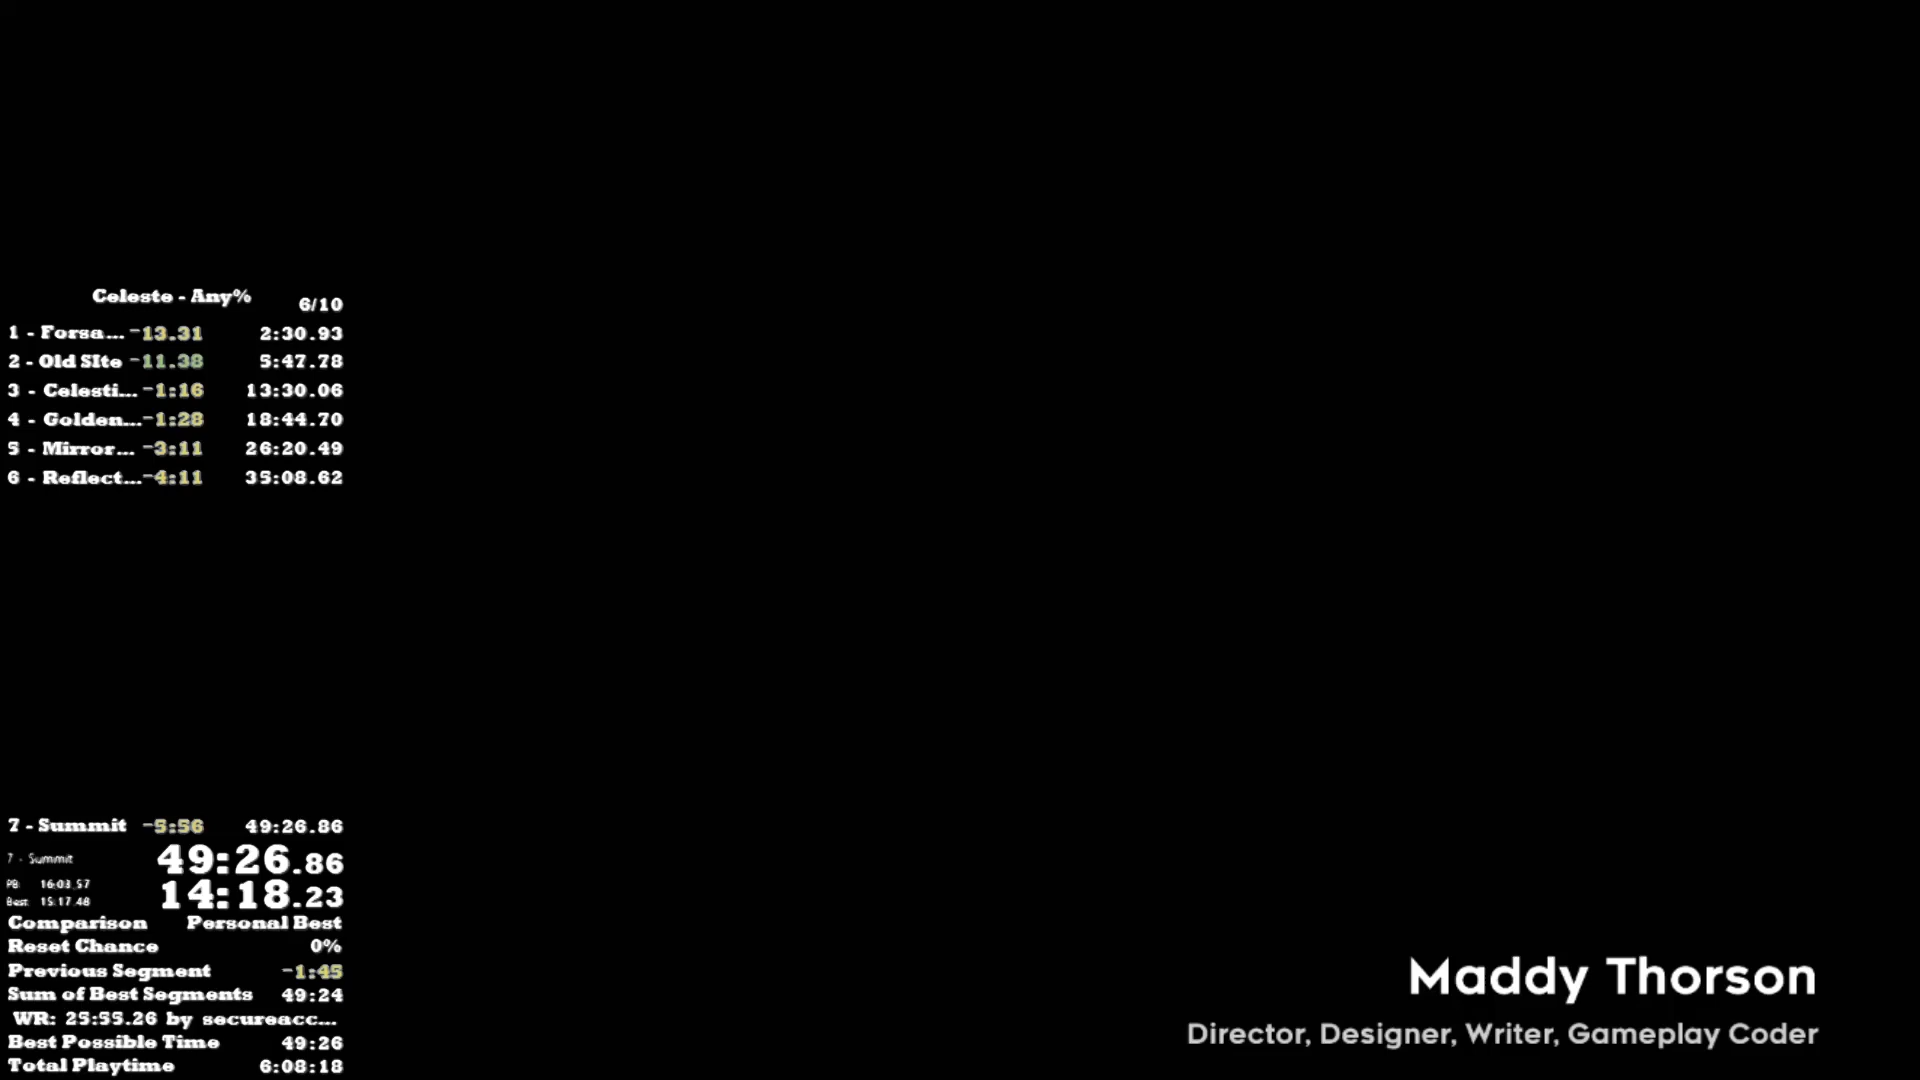 Celeste - Any%
6/10
1 - Forsa... -13.31 2:30.93
2 - Old SIte -11.38 5:47.78
3 - Celesti... -1:16 13:30.06
4 - Golden... -1:28 18:44.70
5 - Mirror... -3:11 26:20.49
6 - Reflect... -4:11 35:08.62
7 - Summit -5:56 49:26.86
7 - Summit 49:26.86
PB: 16:03.57 14:18.23
Best: 15:17.48
Comparison Personal Best
Reset Chance 0%
Previous Segment -1:45
Sum of Best Segments 49:24
WR: 25:55.26 by secureacc...
Best Possible Time 49:26
Total Playtime 6:08:18
Maddy Thorson
Director, Designer, Writer, Gameplay Coder